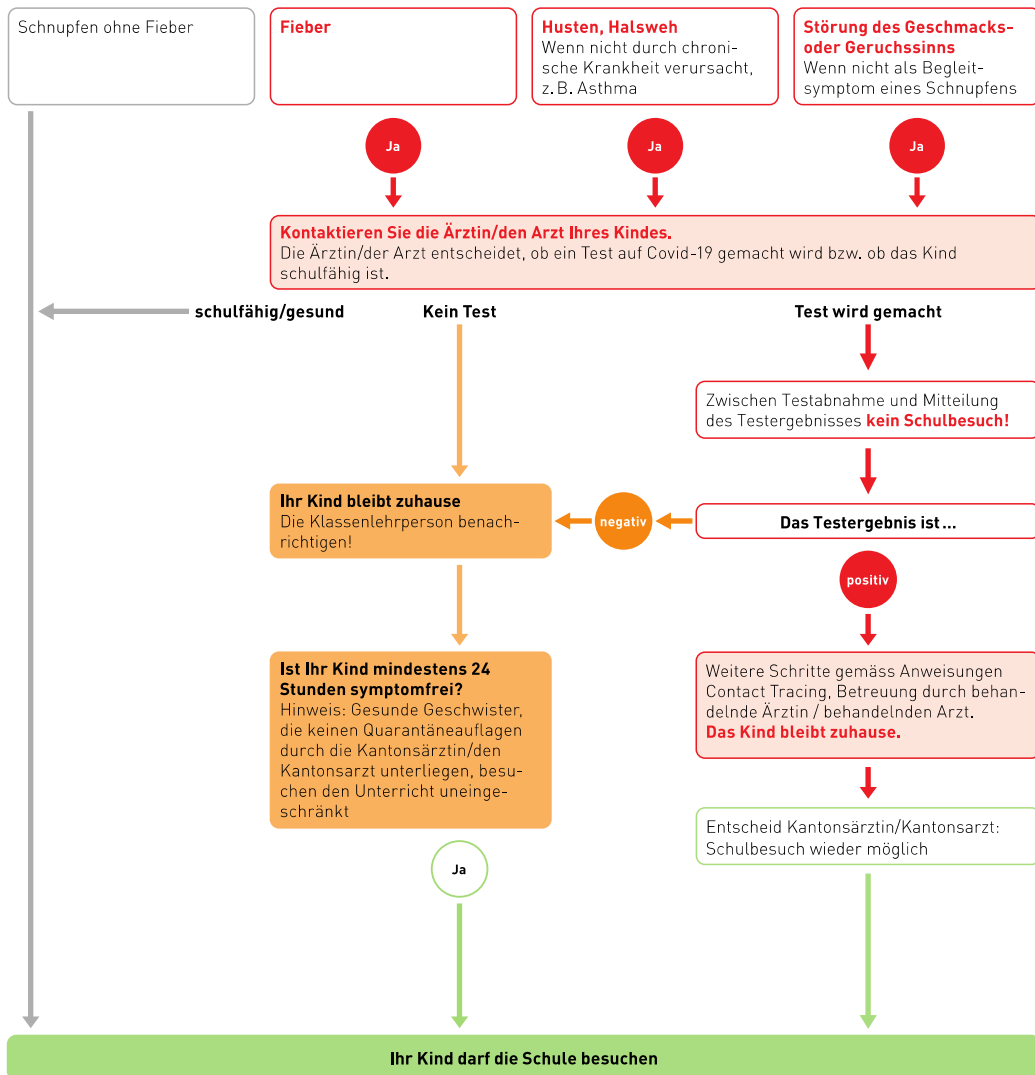 Schnupfen ohne Fieber
Fieber
Husten, Halsweh
Wenn nicht durch chroni-
sche Krankheit verursacht,
z.B. Asthma
Störung des Geschmacks-
oder Geruchssinns
Wenn nicht als Begleit-
symptom eines Schnupfens
Ja
Ja
Ja
Kontaktieren Sie die Ärztin/den Arzt Ihres Kindes.
Die Ärztin/der Arzt entscheidet, ob ein Test auf Covid-19 gemacht wird bzw. ob das Kind
schulfähig ist.
schulfähig/gesund
Kein Test
Test wird gemacht
Zwischen Testabnahme und Mitteilung
des Testergebnisses kein Schulbesuch!
Ihr Kind bleibt zuhause
Die Klassenlehrperson benach-
richtigen!
negativ
Das Testergebnis ist ...
positiv
Ist Ihr Kind mindestens 24
Stunden symptomfrei?
Hinweis: Gesunde Geschwister,
die keinen Quarantäneauflagen
durch die Kantonsärztin/den
Kantonsarzt unterliegen, besu-
chen den Unterricht uneinge-
schränkt
Weitere Schritte gemäss Anweisungen
Contact Tracing, Betreuung durch behan-
delnde Ärztin / behandelnden Arzt.
Das Kind bleibt zuhause.
Entscheid Kantonsärztin/Kantonsarzt:
Schulbesuch wieder möglich
Ja
Ihr Kind darf die Schule besuchen